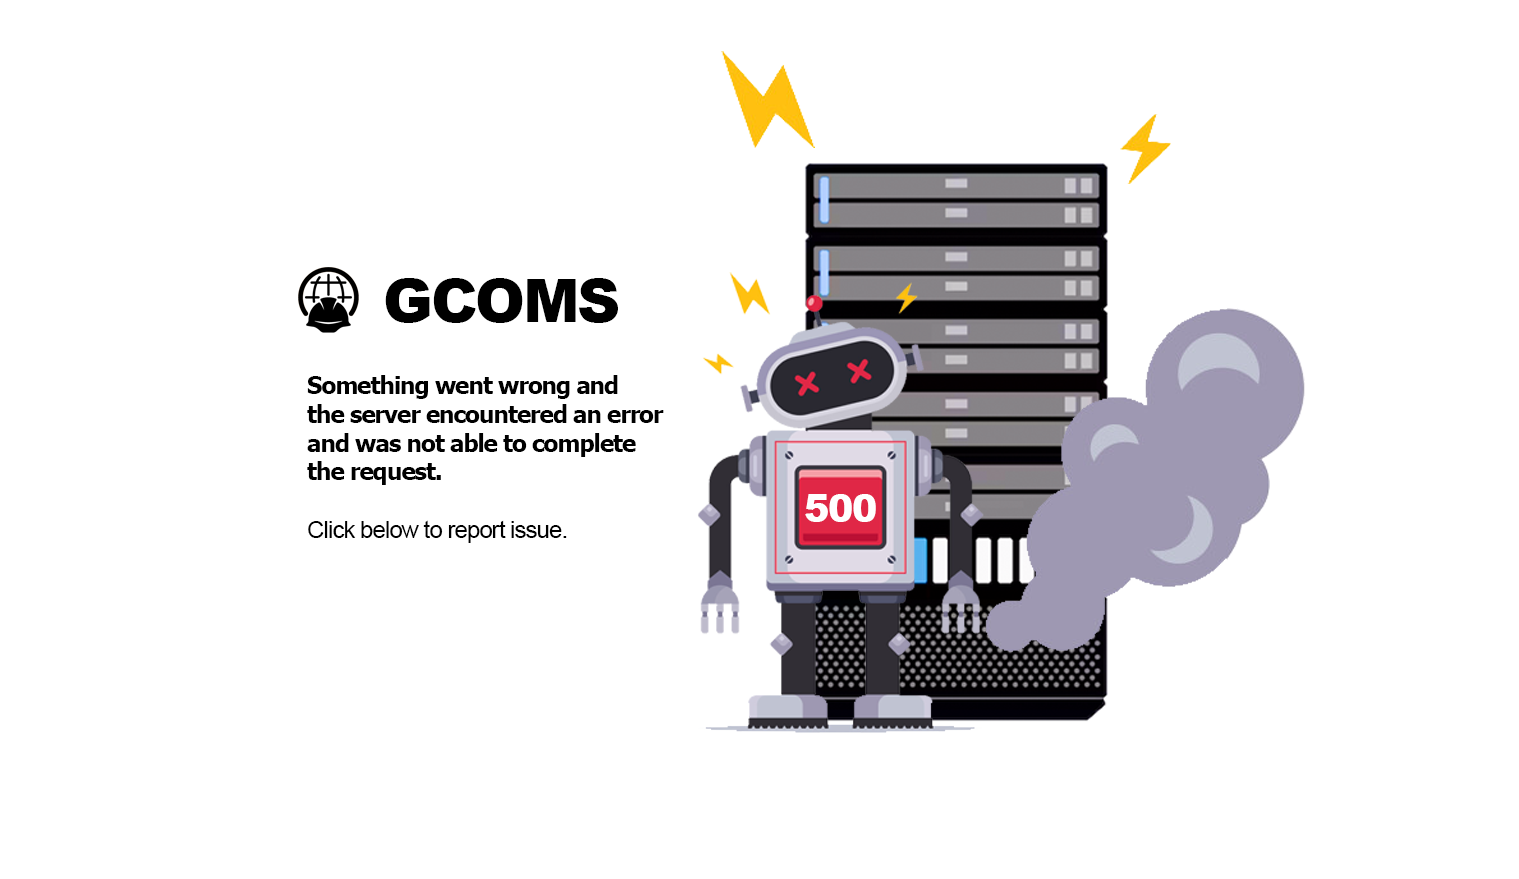 GCOMS
Something went wrong and
the server encountered an error
and was not able to complete
the request.
Click below to report issue.
500